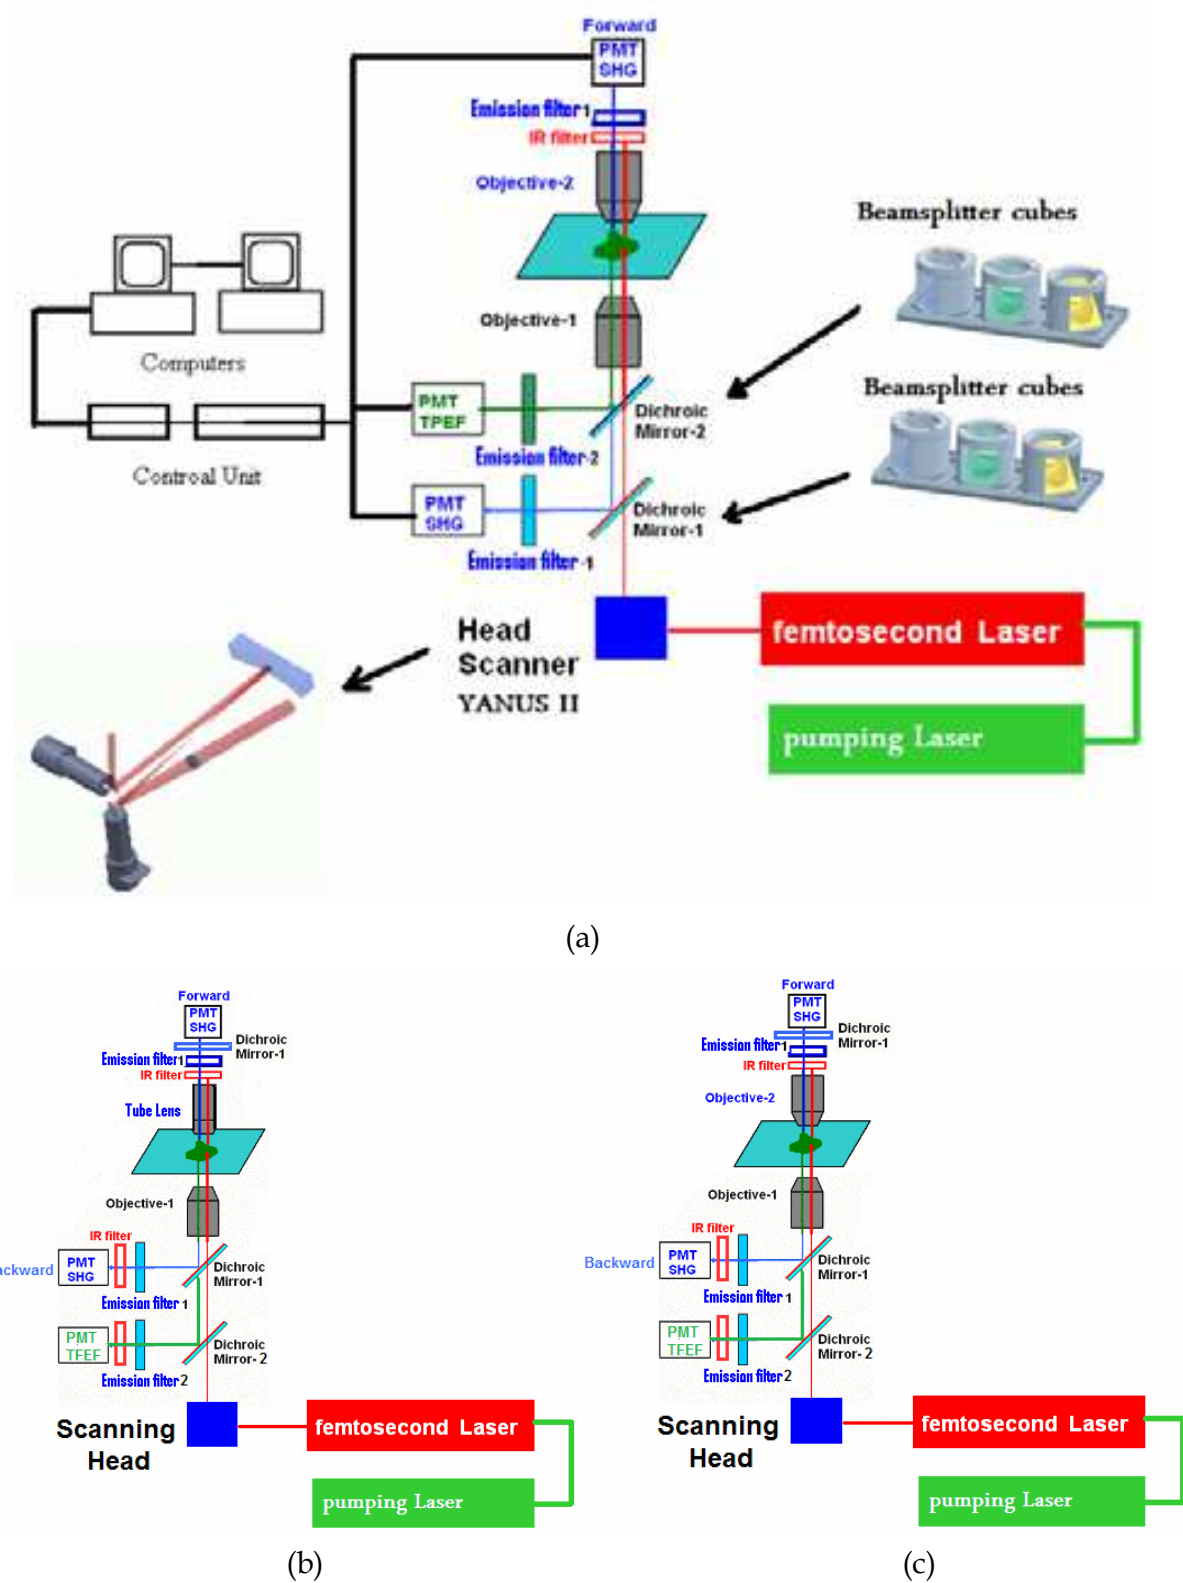 Forward
PMT
SHG
Emission filter 1
IR filter
Objective-2
Beamsplitter cubes
Objective-1
Computers
Beamsplitter cubes
PMT
TPEF
Dichroic
Mirror-2
Emission filter-2
Controal Unit
PMT
SHG
Dichroic
Mirror-1
Emission filter-1
Head
Scanner
YANUS II
femtosecond Laser
pumping Laser
(a)
Forward
PMT
SHG
Dichroic
Mirror-1
Emission filter1
IR filter
Tube Lens
Objective-1
IR filter
ackward
PMT
SHG
Dichroic
Mirror-1
Emission filter 1
PMT
TFEF
Dichroic
Mirror- 2
Emission filter 2
Scanning
Head
femtosecond Laser
pumping Laser
(b)
Forward
PMT
SHG
Dichroic
Mirror-1
Emission filter1
IR filter
Objective-2
Objective-1
IR filter
Backward
PMT
SHG
Dichroic
Mirror-1
Emission filter 1
PMT
TFEF
Dichroic
Mirror- 2
Emission filter 2
Scanning
Head
femtosecond Laser
pumping Laser
(c)